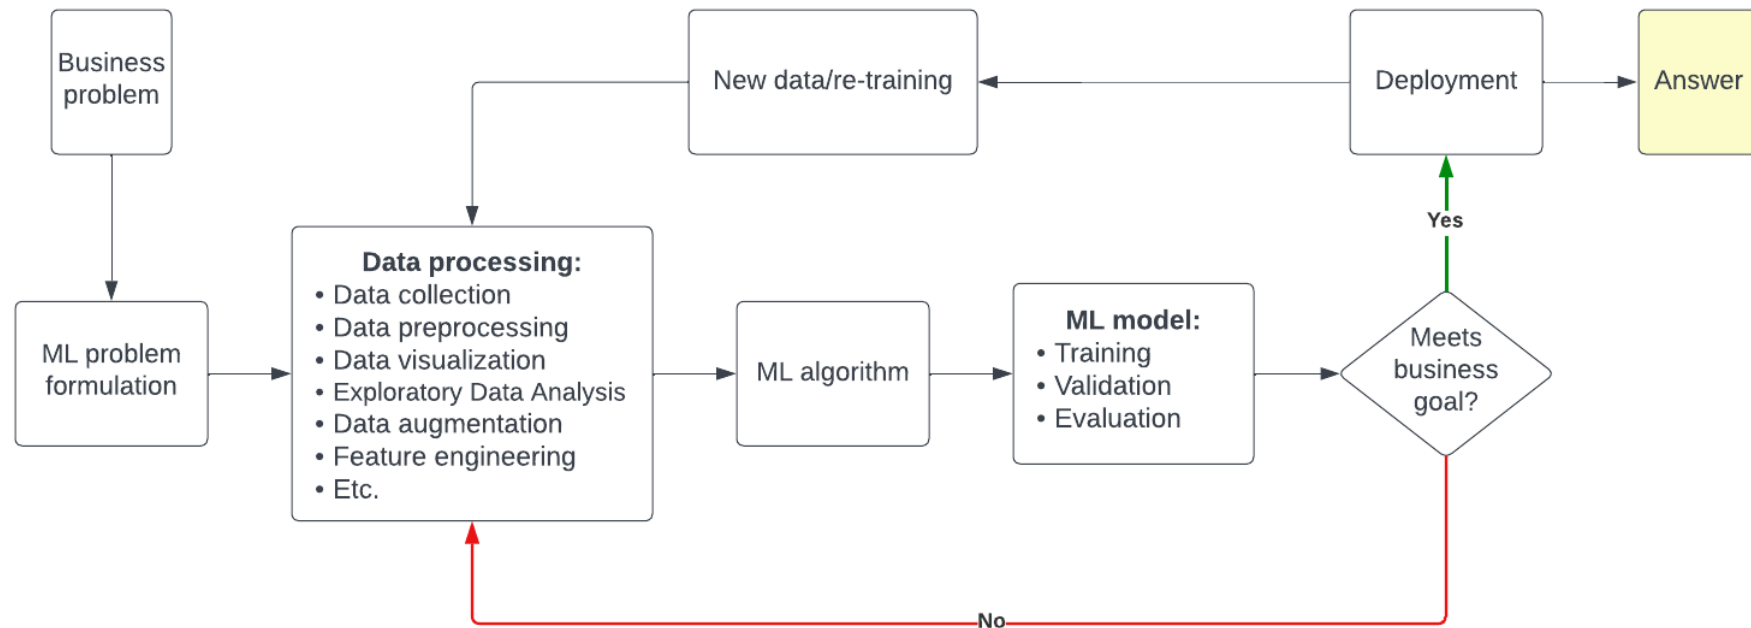 Business
problem
New data/re-training
Deployment
Answer
Yes
Data processing:
• Data collection
• Data preprocessing
• Data visualization
• Exploratory Data Analysis
• Data augmentation
• Feature engineering
• Etc.
ML problem
formulation
ML algorithm
ML model:
• Training
• Validation
• Evaluation
Meets
business
goal?
No